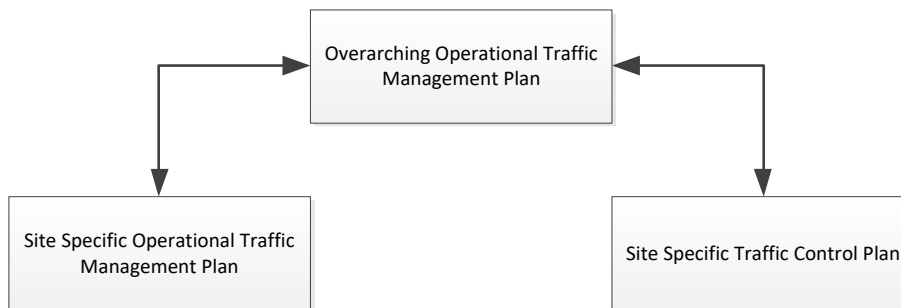 Overarching Operational Traffic
Management Plan
Site Specific Operational Traffic
Management Plan
Site Specific Traffic Control Plan